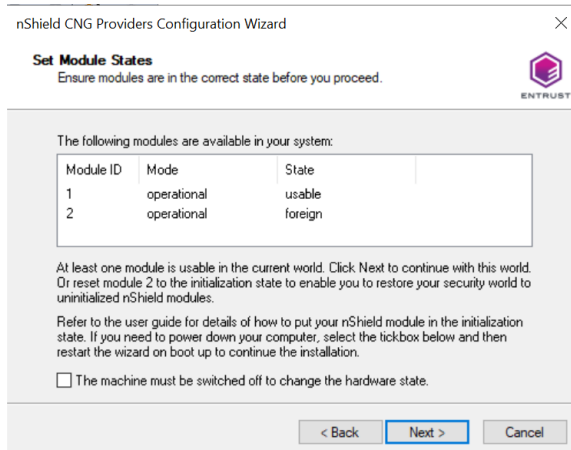 nShield CNG Providers Configuration Wizard
Set Module States
Ensure modules are in the correct state before you proceed.
ENTRUST
The following modules are available in your system:
Module ID Mode State
1 operational usable
2 operational foreign
At least one module is usable in the current world. Click Next to continue with this world.
Or reset module 2 to the initialization state to enable you to restore your security world to
uninitialized nShield modules.
Refer to the user guide for details of how to put your nShield module in the initialization
state. If you need to power down your computer, select the tickbox below and then
restart the wizard on boot up to continue the installation.
The machine must be switched off to change the hardware state.
< Back Next > Cancel